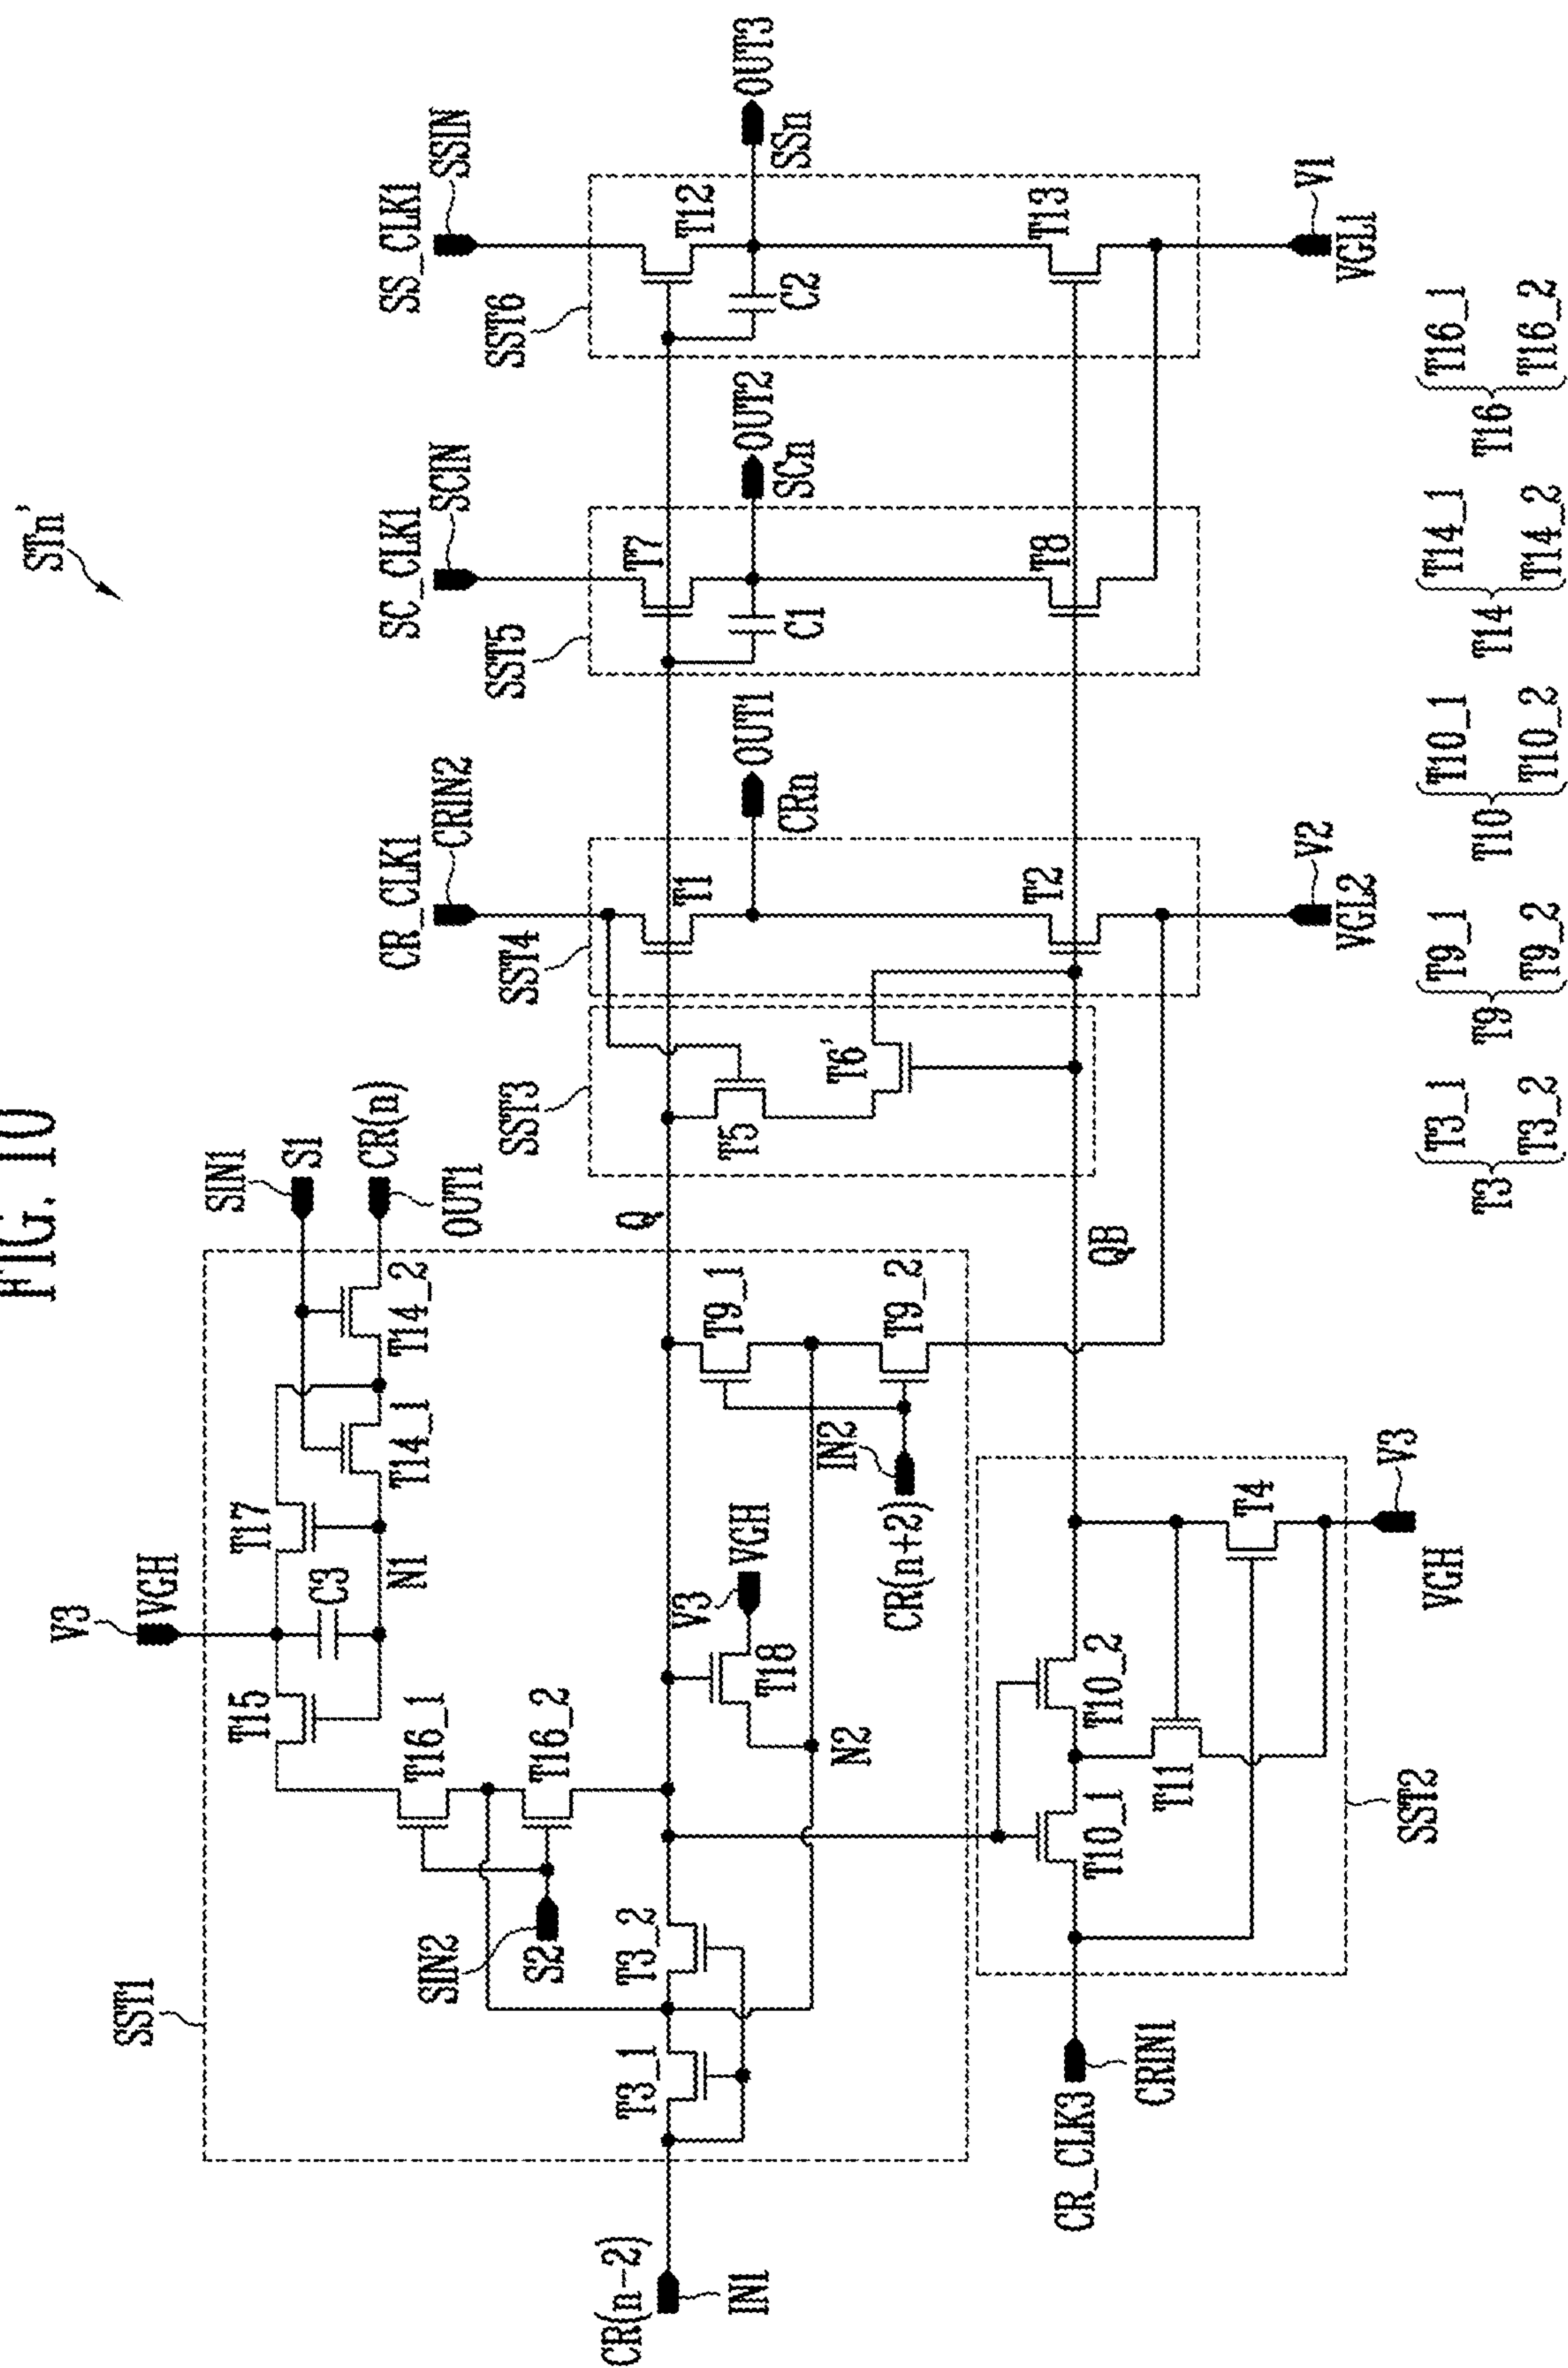 FIG. 10
STn'
SST1
V3
VGH
SIN1
S1
CR(n)
OUT1
T15
C3
T17
N1
T14_1
T14_2
T16_1
T16_2
SIN2
S2
CR(n-2)
IN1
T3_1
T3_2
T18
V3
VGH
N2
T9_1
T9_2
IN2
CR(n+2)
Q
QB
CR_CLK3
CRIN1
T10_1
T10_2
T11
T4
SST2
V3
VGH
SST3
T5
T6'
SST4
CR_CLK1
CRIN2
T1
OUT1
CRn
T2
V2
VGL2
SST5
SC_CLK1
SCIN
T7
C1
OUT2
SCn
T8
SST6
SS_CLK1
SSIN
T12
C2
OUT3
SSn
T13
V1
VGL1
T3 T3_1 T3_2
T9 T9_1 T9_2
T10 T10_1 T10_2
T14 T14_1 T14_2
T16 T16_1 T16_2